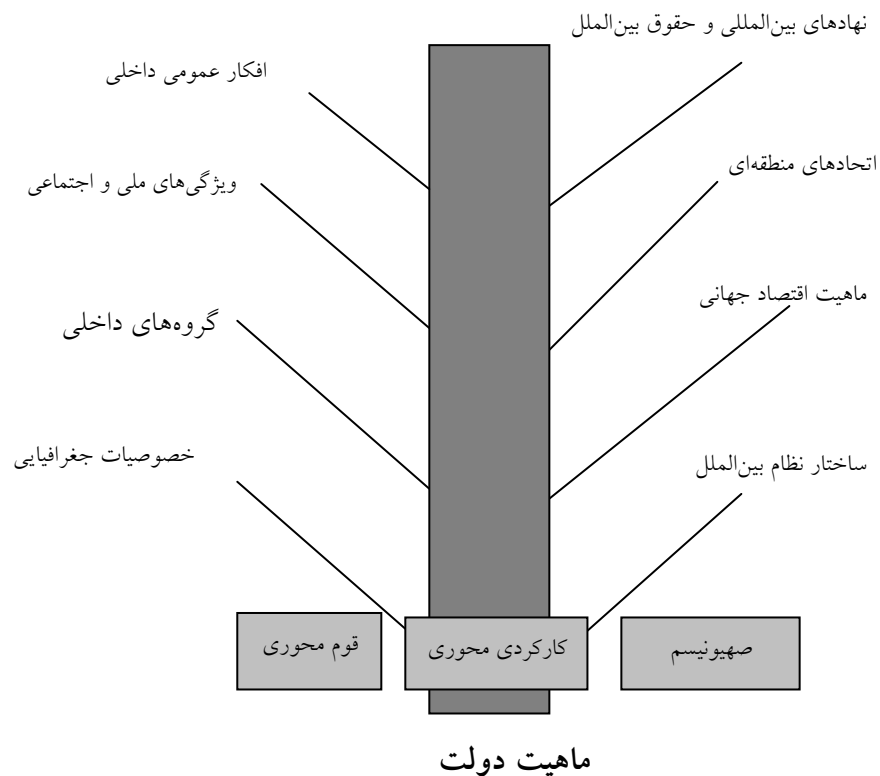 نهادهای بین‌المللی و حقوق بین‌الملل
افکار عمومی داخلی
اتحادهای منطقه‌ای
ویژگی‌های ملی و اجتماعی
ماهیت اقتصاد جهانی
گروه‌های داخلی
ساختار نظام بین‌الملل
خصوصیات جغرافیایی
صهیونیسم
کارکردی محوری
قوم محوری
ماهیت دولت